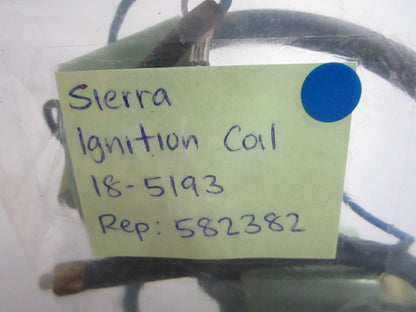 Sierra
Ignition Coil
18-5193
Rep: 582382